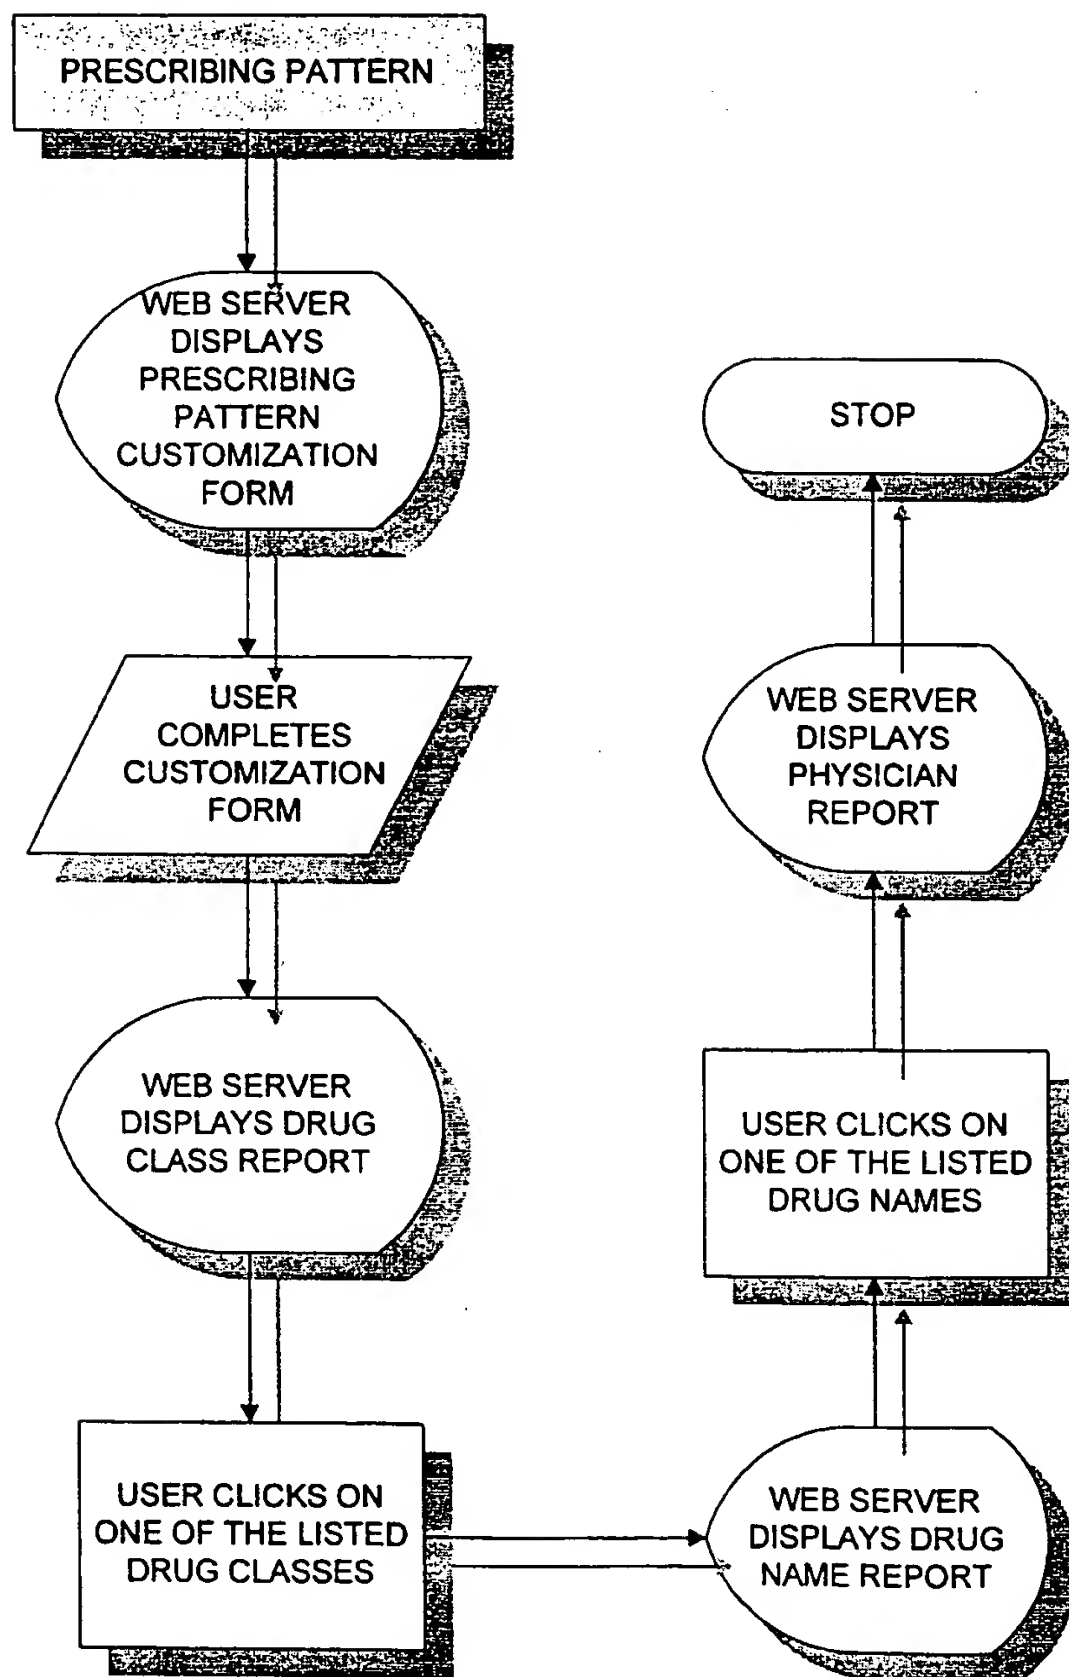 PRESCRIBING PATTERN
WEB SERVER
DISPLAYS
PRESCRIBING
PATTERN
CUSTOMIZATION
FORM
USER
COMPLETES
CUSTOMIZATION
FORM
WEB SERVER
DISPLAYS DRUG
CLASS REPORT
USER CLICKS ON
ONE OF THE LISTED
DRUG CLASSES
WEB SERVER
DISPLAYS DRUG
NAME REPORT
USER CLICKS ON
ONE OF THE LISTED
DRUG NAMES
WEB SERVER
DISPLAYS
PHYSICIAN
REPORT
STOP